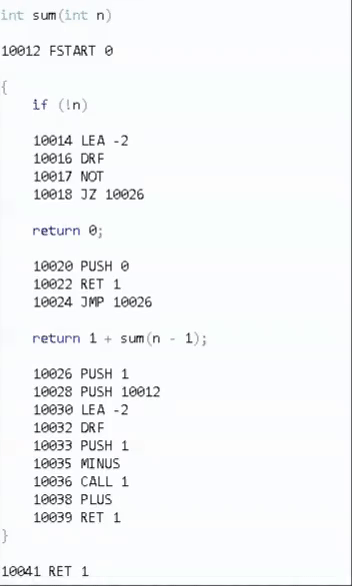 int sum(int n)
10012 FSTART 0
{
if (!n)
10014 LEA -2
10016 DRF
10017 NOT
10018 JZ 10026
return 0;
10020 PUSH 0
10022 RET 1
10024 JMP 10026
return 1 + sum(n - 1);
10026 PUSH 1
10028 PUSH 10012
10030 LEA -2
10032 DRF
10033 PUSH 1
10035 MINUS
10036 CALL 1
10038 PLUS
10039 RET 1
}
10041 RET 1